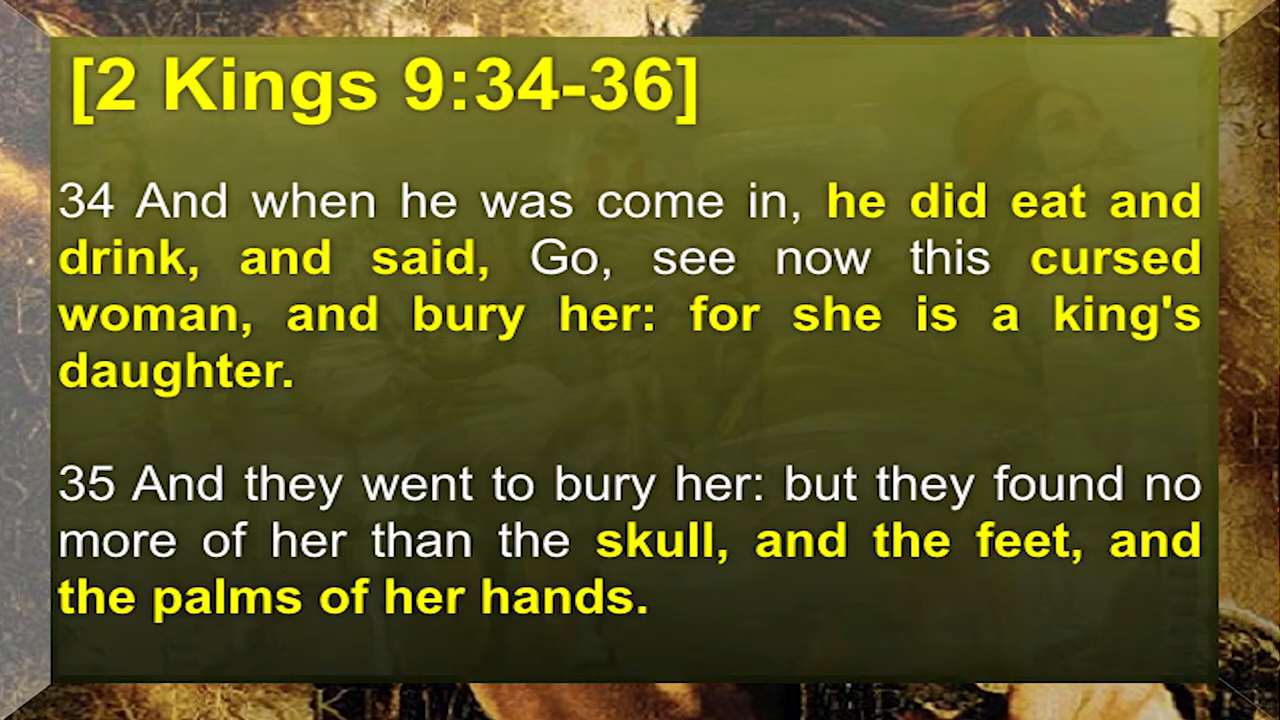 [2 Kings 9:34-36]
34 And when he was come in, he did eat and
drink, and said, Go, see now this cursed
woman, and bury her: for she is a king's
daughter.
35 And they went to bury her: but they found no
more of her than the skull, and the feet, and
the palms of her hands.